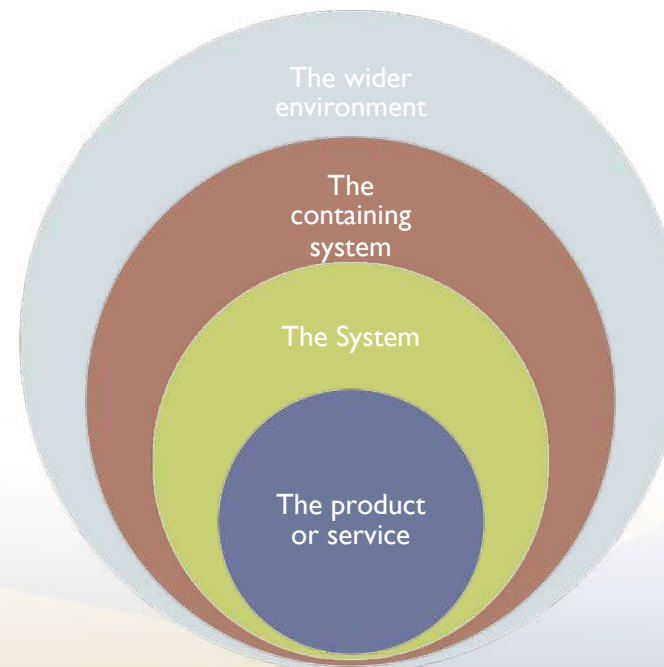 The wider
environment
The
containing
system
The System
The product
or service